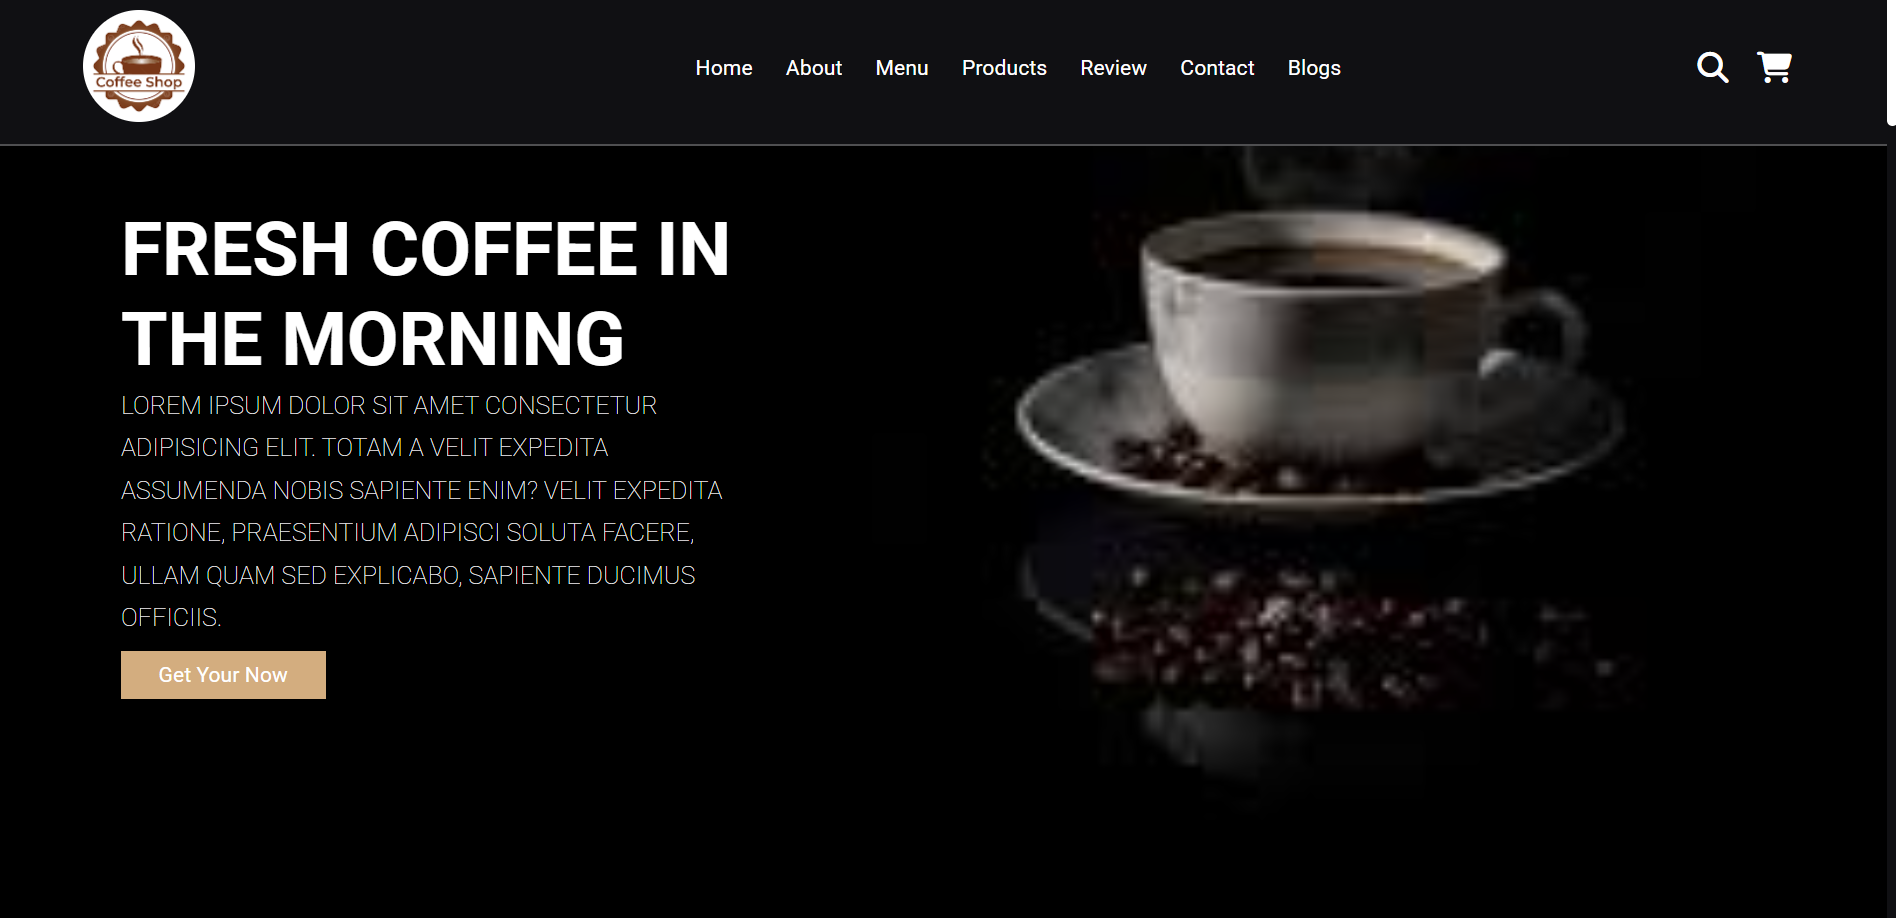 Coffee Shop
Home About Menu Products Review Contact Blogs
FRESH COFFEE IN
THE MORNING
LOREM IPSUM DOLOR SIT AMET CONSECTETUR
ADIPISICING ELIT. TOTAM A VELIT EXPEDITA
ASSUMENDA NOBIS SAPIENTE ENIM? VELIT EXPEDITA
RATIONE, PRAESENTIUM ADIPISCI SOLUTA FACERE,
ULLAM QUAM SED EXPLICABO, SAPIENTE DUCIMUS
OFFICIIS.
Get Your Now